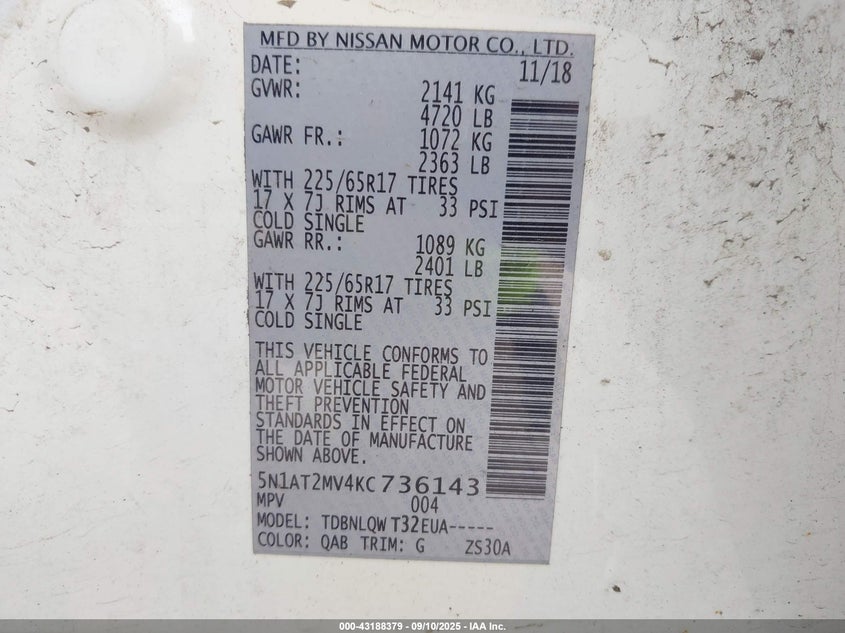 MFD BY NISSAN MOTOR CO., LTD.
DATE: 11/18
GVWR: 2141 KG
4720 LB
GAWR FR.: 1072 KG
2363 LB
WITH 225/65R17 TIRES
17 X 7J RIMS AT 33 PSI
COLD SINGLE
GAWR RR.: 1089 KG
2401 LB
WITH 225/65R17 TIRES
17 X 7J RIMS AT 33 PSI
COLD SINGLE
THIS VEHICLE CONFORMS TO
ALL APPLICABLE FEDERAL
MOTOR VEHICLE SAFETY AND
THEFT PREVENTION
STANDARDS IN EFFECT ON
THE DATE OF MANUFACTURE
SHOWN ABOVE.
5N1AT2MV4KC736143
MPV 004
MODEL: TDBNLQW T32EUA-----
COLOR: QAB TRIM: G ZS30A
000-43188379 - 09/10/2025 - IAA Inc.